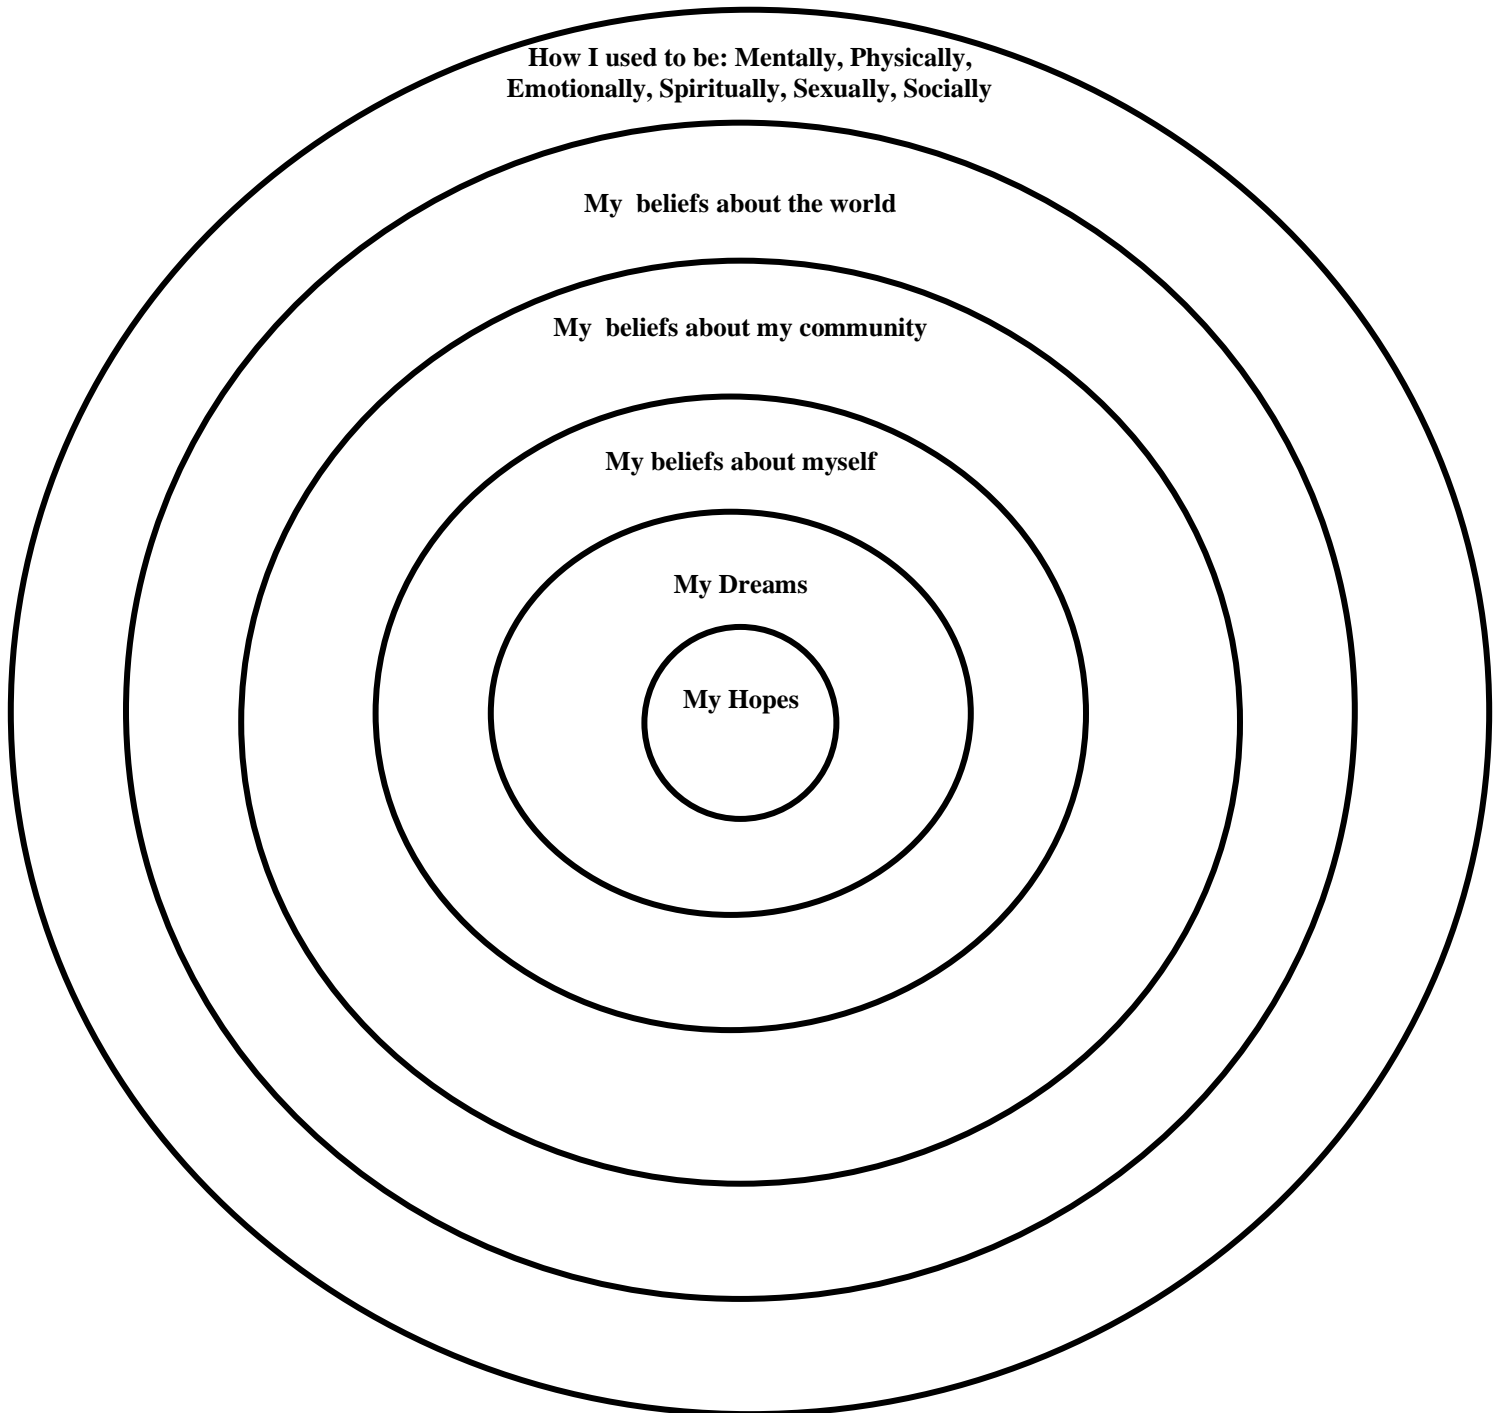 How I used to be: Mentally, Physically,
Emotionally, Spiritually, Sexually, Socially
My  beliefs about the world
My  beliefs about my community
My beliefs about myself
My Dreams
My Hopes